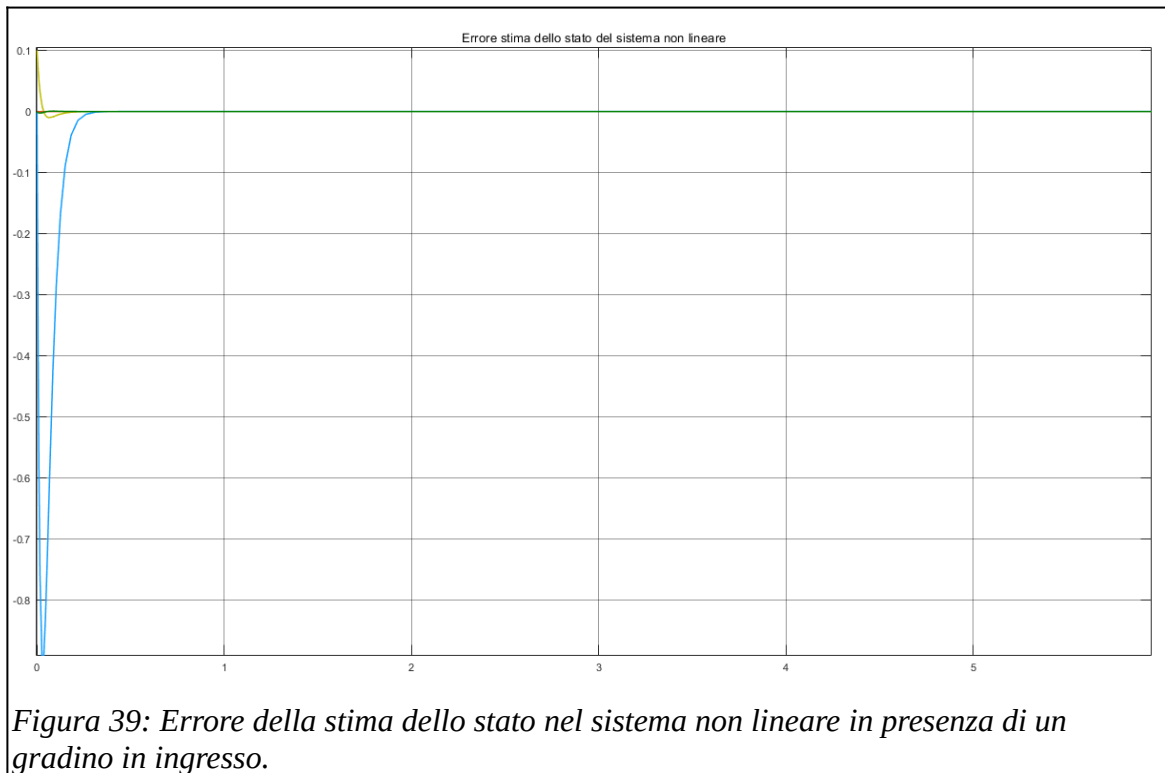 Errore stima dello stato del sistema non lineare
0.1
0
-0.1
-0.2
-0.3
-0.4
-0.5
-0.6
-0.7
-0.8
0 1 2 3 4 5
Figura 39: Errore della stima dello stato nel sistema non lineare in presenza di un
gradino in ingresso.